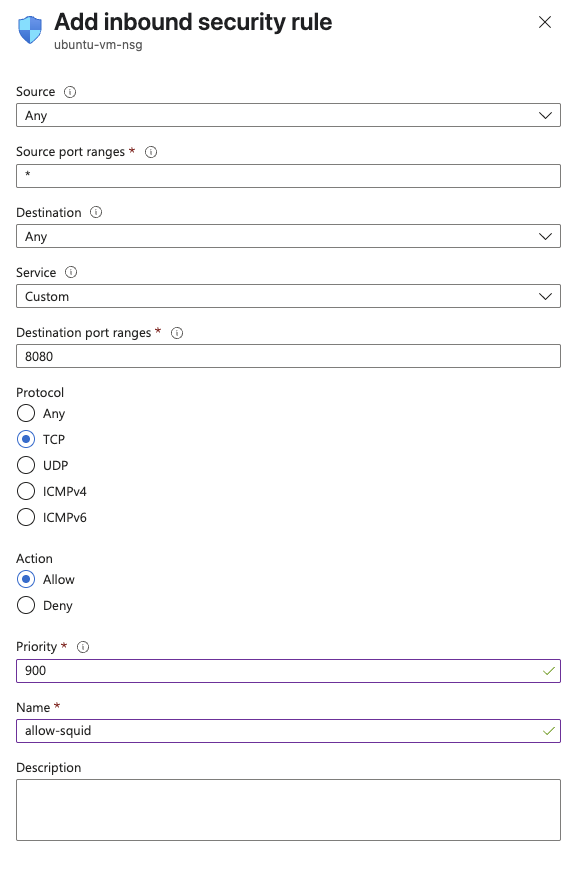 Add inbound security rule
ubuntu-vm-nsg
Source
Any
Source port ranges *
*
Destination
Any
Service
Custom
Destination port ranges *
8080
Protocol
Any
TCP
UDP
ICMPv4
ICMPv6
Action
Allow
Deny
Priority *
900
Name *
allow-squid
Description